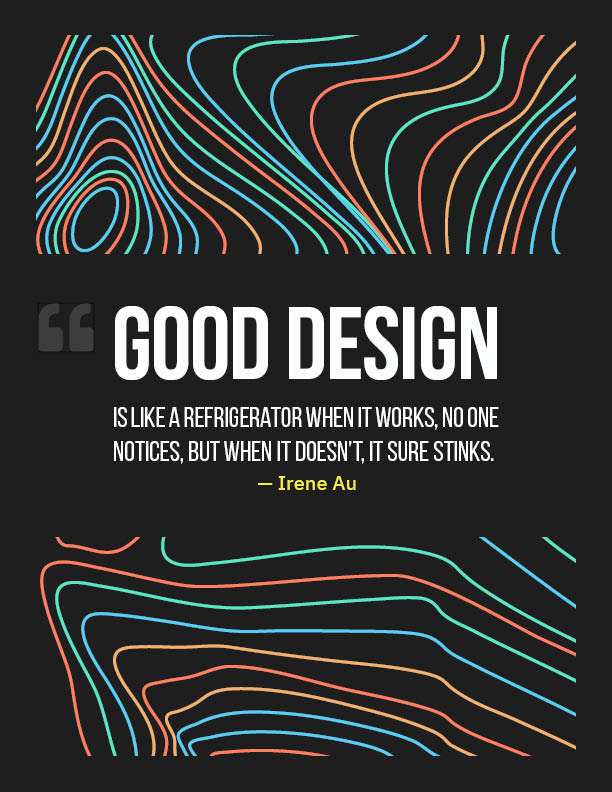 “
GOOD DESIGN
IS LIKE A REFRIGERATOR WHEN IT WORKS, NO ONE
NOTICES, BUT WHEN IT DOESN’T, IT SURE STINKS.
— Irene Au